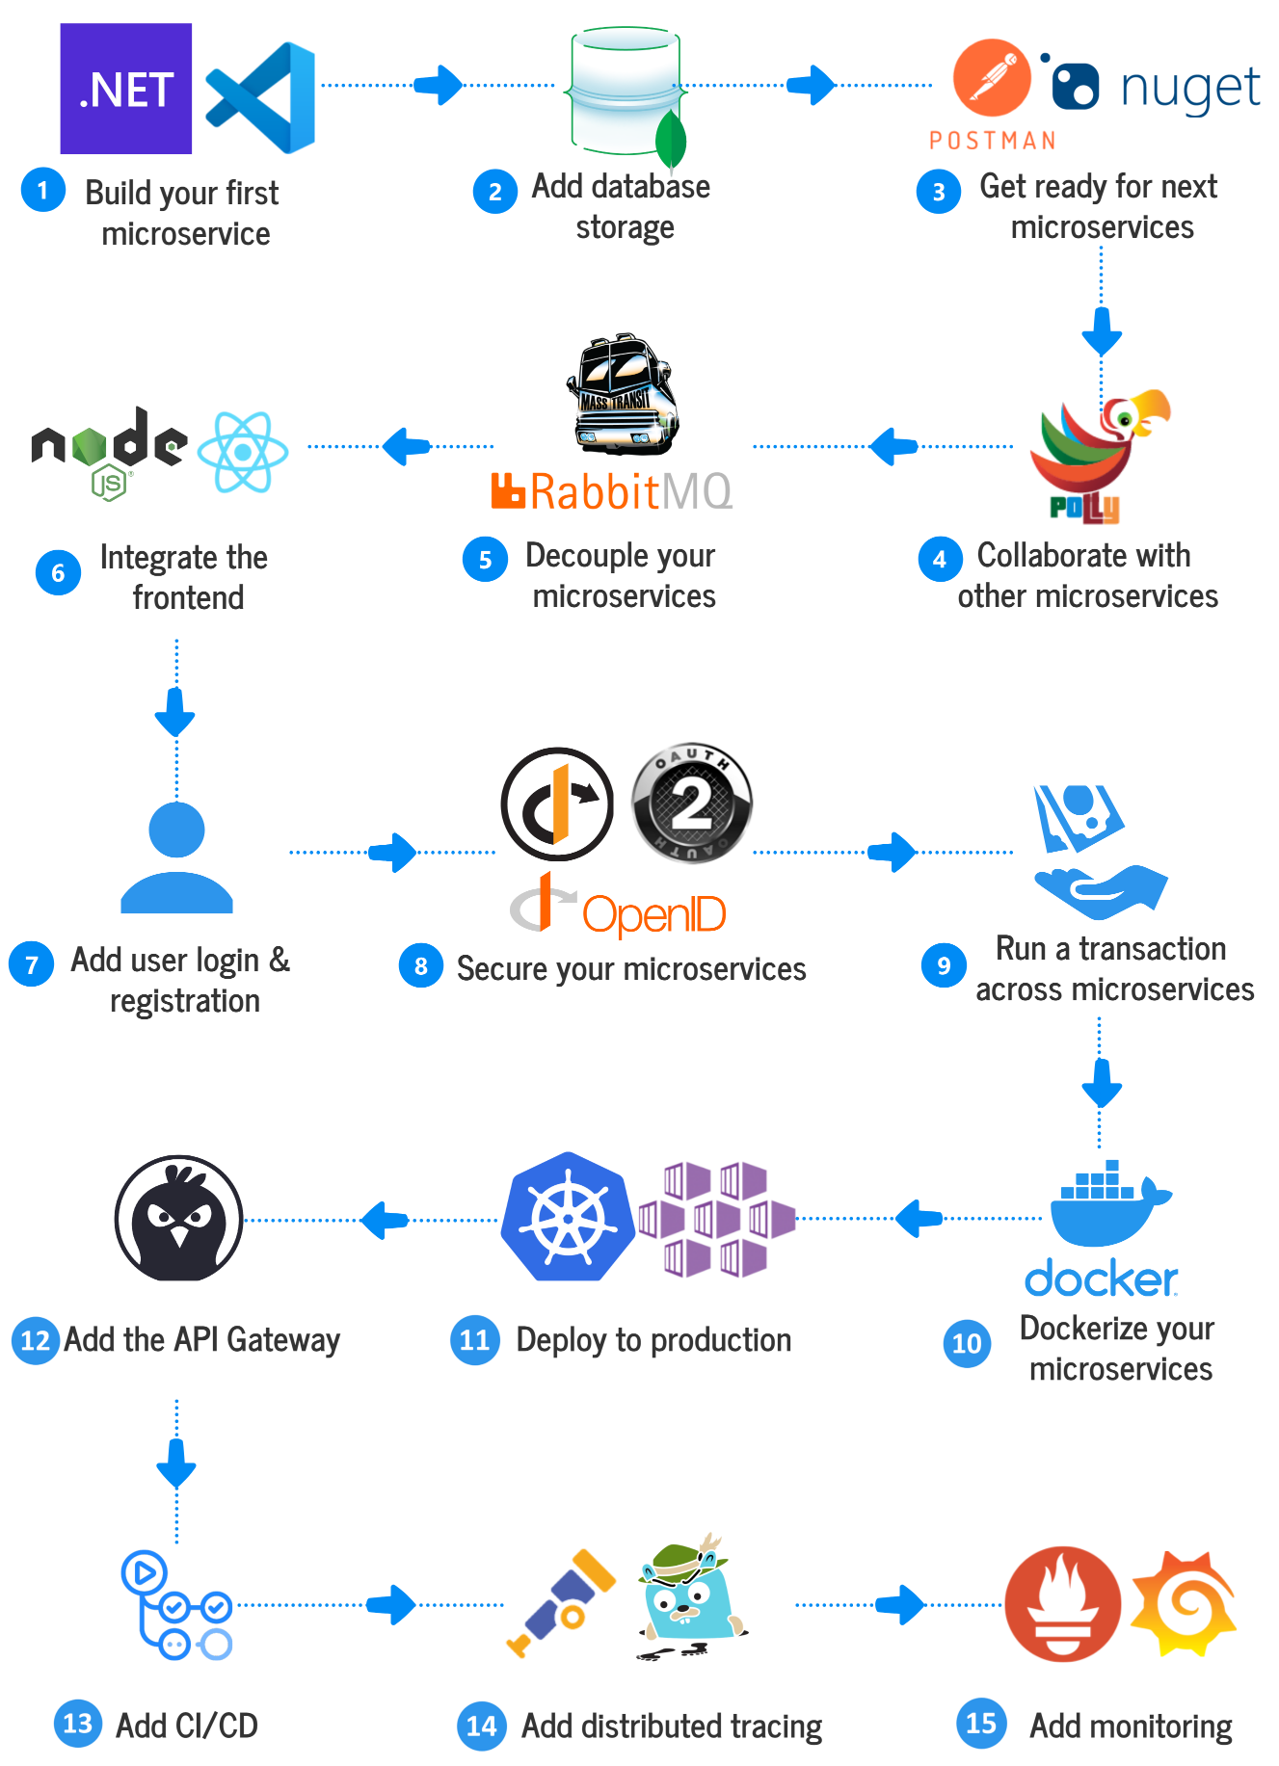 .NET
POSTMAN
nuget
1
Build your first
microservice
2
Add database
storage
3
Get ready for next
microservices
node
JS
MASS TRANSIT
RabbitMQ
POLLY
6
Integrate the
frontend
5
Decouple your
microservices
4
Collaborate with
other microservices
OAUTH
2
OAUTH
OpenID
7
Add user login &
registration
8
Secure your microservices
9
Run a transaction
across microservices
docker
12
Add the API Gateway
11
Deploy to production
10
Dockerize your
microservices
13
Add CI/CD
14
Add distributed tracing
15
Add monitoring